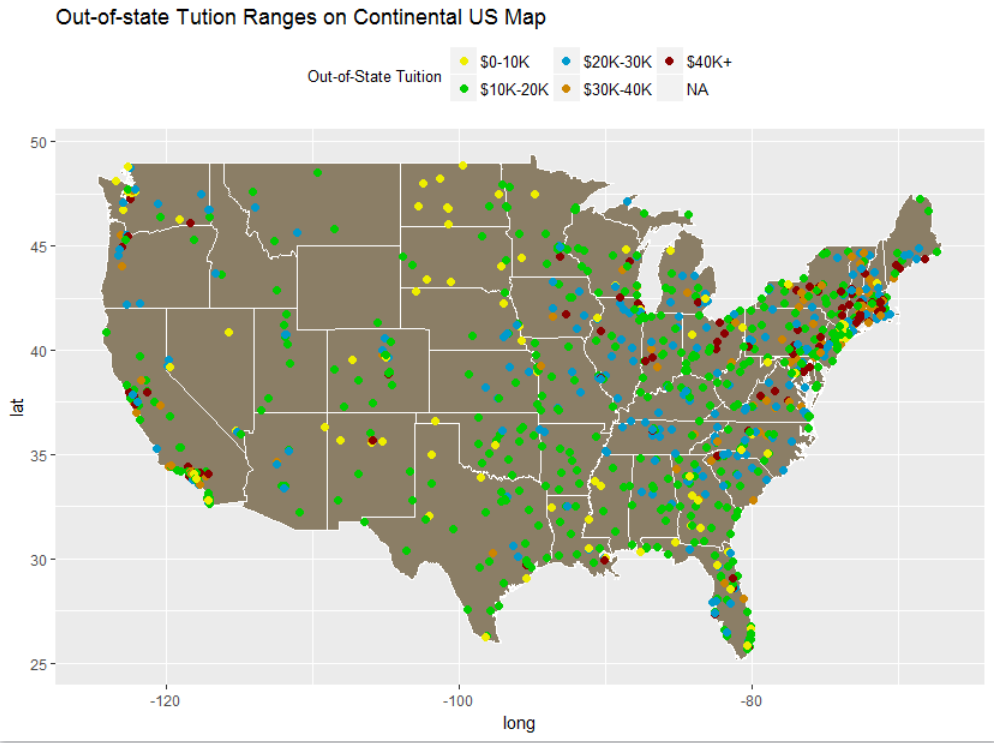 Out-of-state Tution Ranges on Continental US Map
Out-of-State Tuition
$0-10K $20K-30K $40K+
$10K-20K $30K-40K NA
50
45
40
35
30
25
lat
-120 -100 -80
long